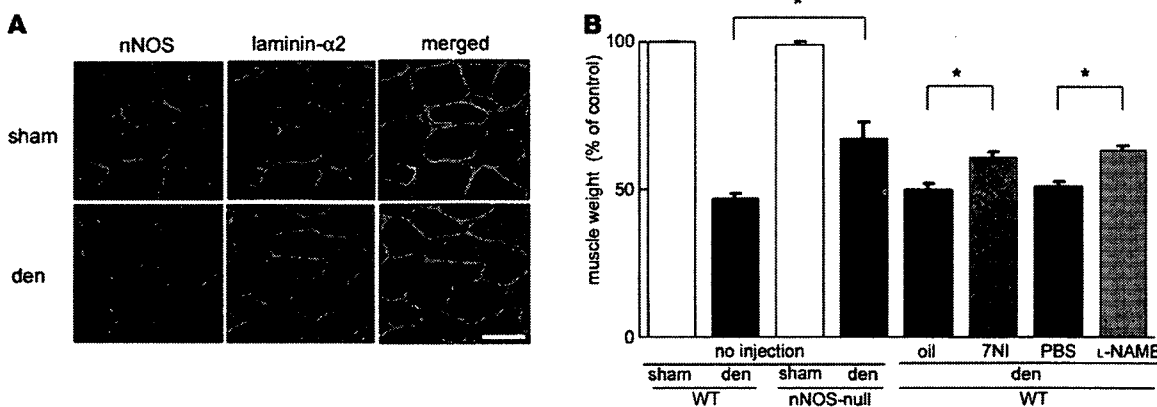 A
nNOS laminin-α2 merged
sham
den
B
*
* *
muscle weight (% of control)
100
50
0
no injection oil 7NI PBS L-NAME
sham den sham den den
WT nNOS-null WT